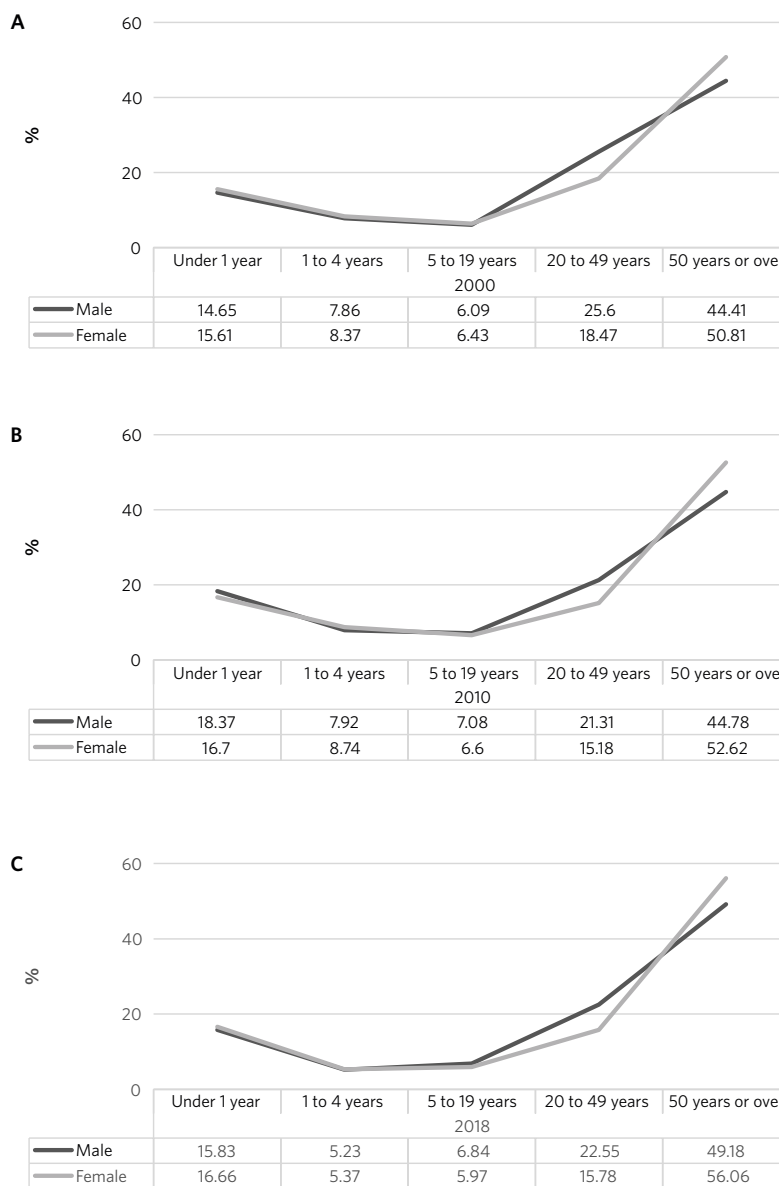 A
60
40
%
20
0
Under 1 year 1 to 4 years 5 to 19 years 20 to 49 years 50 years or ove
2000
Male 14.65 7.86 6.09 25.6 44.41
Female 15.61 8.37 6.43 18.47 50.81
B
60
40
%
20
0
Under 1 year 1 to 4 years 5 to 19 years 20 to 49 years 50 years or ove
2010
Male 18.37 7.92 7.08 21.31 44.78
Female 16.7 8.74 6.6 15.18 52.62
C
60
40
%
20
0
Under 1 year 1 to 4 years 5 to 19 years 20 to 49 years 50 years or ove
2018
Male 15.83 5.23 6.84 22.55 49.18
Female 16.66 5.37 5.97 15.78 56.06